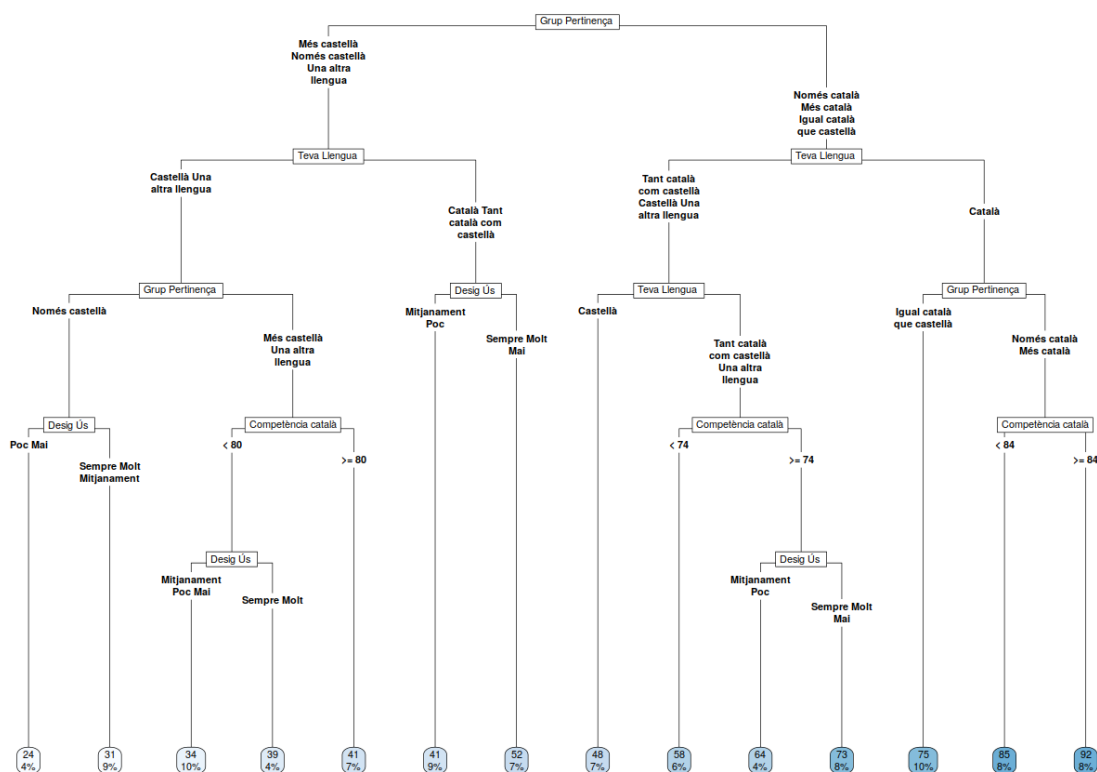 Grup Pertinença
Més castellà
Només castellà
Una altra
llengua
Només català
Més català
Igual català
que castellà
Teva Llengua
Teva Llengua
Castellà Una
altra llengua
Català Tant
català com
castellà
Tant català
com castellà
Castellà Una
altra llengua
Català
Grup Pertinença
Desig Ús
Teva Llengua
Grup Pertinença
Només castellà
Més castellà
Una altra
llengua
Mitjanament
Poc
Sempre Molt
Mai
Castellà
Tant català
com castellà
Una altra
llengua
Igual català
que castellà
Només català
Més català
Desig Ús
Competència català
Competència català
Competència català
Poc Mai
Sempre Molt
Mitjanament
< 80
>= 80
< 74
>= 74
< 84
>= 84
Desig Ús
Desig Ús
Mitjanament
Poc Mai
Sempre Molt
Mitjanament
Poc
Sempre Molt
Mai
24
4%
31
9%
34
10%
39
4%
41
7%
41
9%
52
7%
48
7%
58
6%
64
4%
73
8%
75
10%
85
8%
92
8%